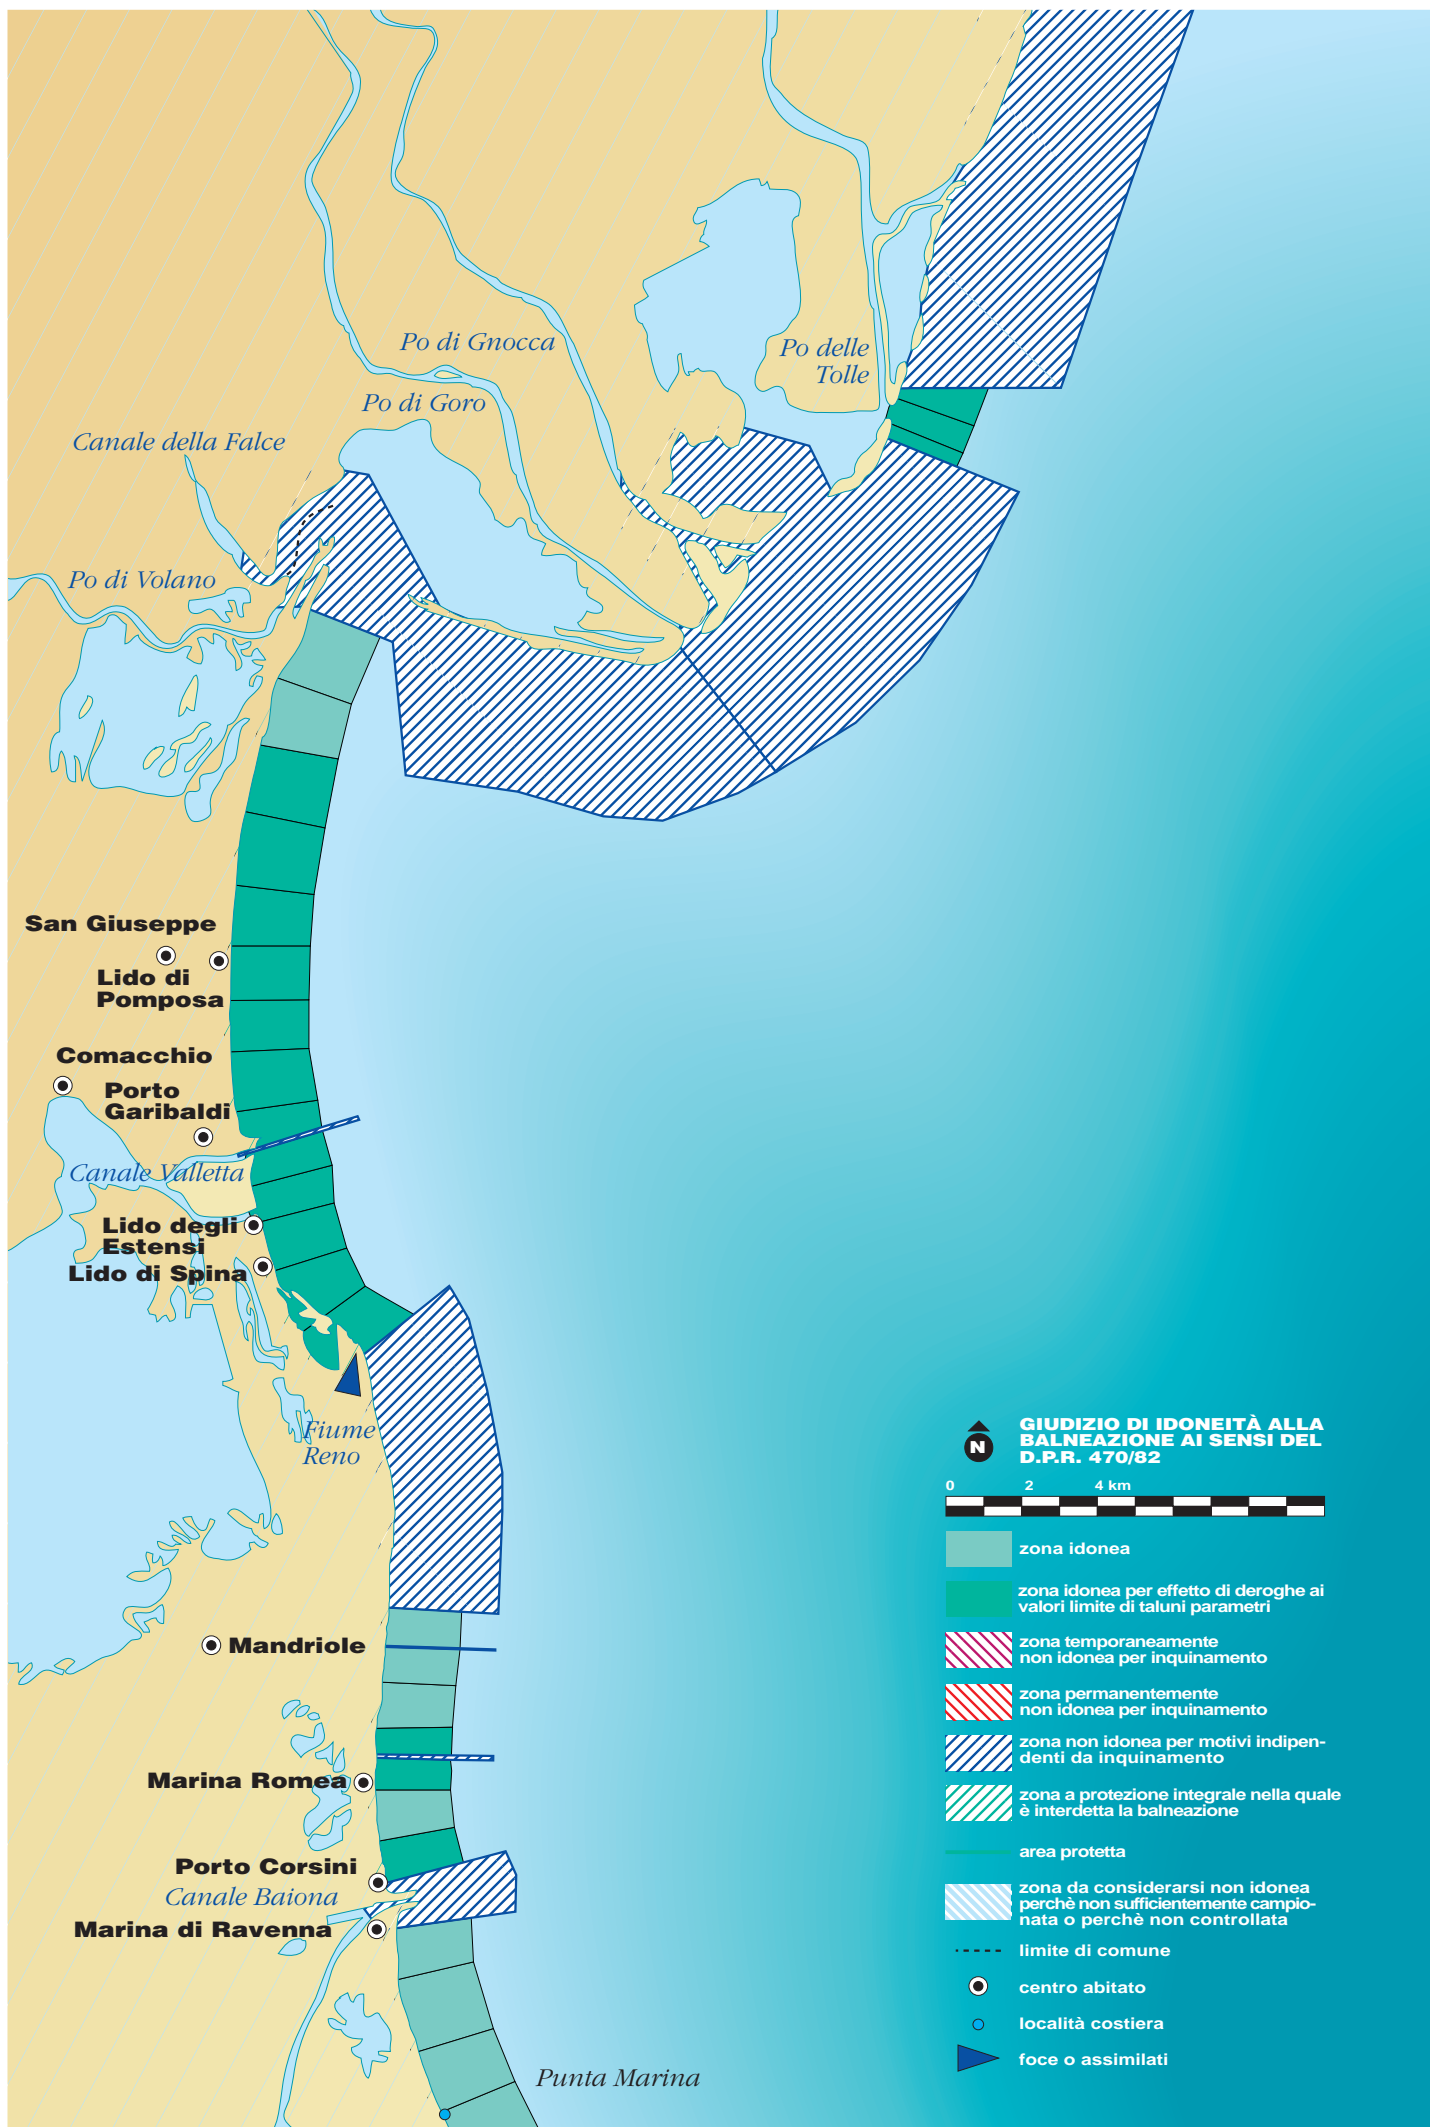 Po di Gnocca
Po delle
Tolle
Po di Goro
Canale della Falce
Po di Volano
San Giuseppe
Lido di
Pomposa
Comacchio
Porto
Garibaldi
Canale Valletta
Lido degli
Estensi
Lido di Spina
Fiume
Reno
Mandriole
Marina Romea
Porto Corsini
Canale Baiona
Marina di Ravenna
Punta Marina
N
GIUDIZIO DI IDONEITÀ ALLA
BALNEAZIONE AI SENSI DEL
D.P.R. 470/82
0 2 4 km
zona idonea
zona idonea per effetto di deroghe ai
valori limite di taluni parametri
zona temporaneamente
non idonea per inquinamento
zona permanentemente
non idonea per inquinamento
zona non idonea per motivi indipen-
denti da inquinamento
zona a protezione integrale nella quale
è interdetta la balneazione
area protetta
zona da considerarsi non idonea
perchè non sufficientemente campio-
nata o perchè non controllata
limite di comune
centro abitato
località costiera
foce o assimilati